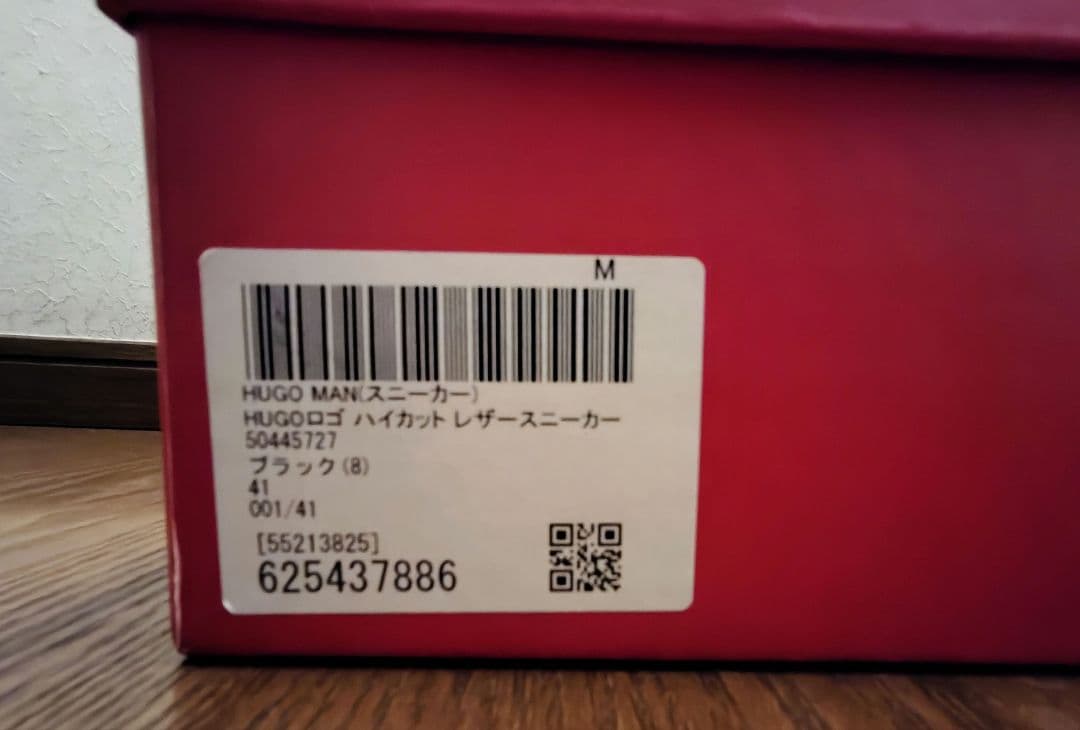 M
HUGO MAN(スニーカー)
HUGOロゴ ハイカット レザースニーカー
50445727
ブラック(8)
41
001/41
[55213825]
625437886